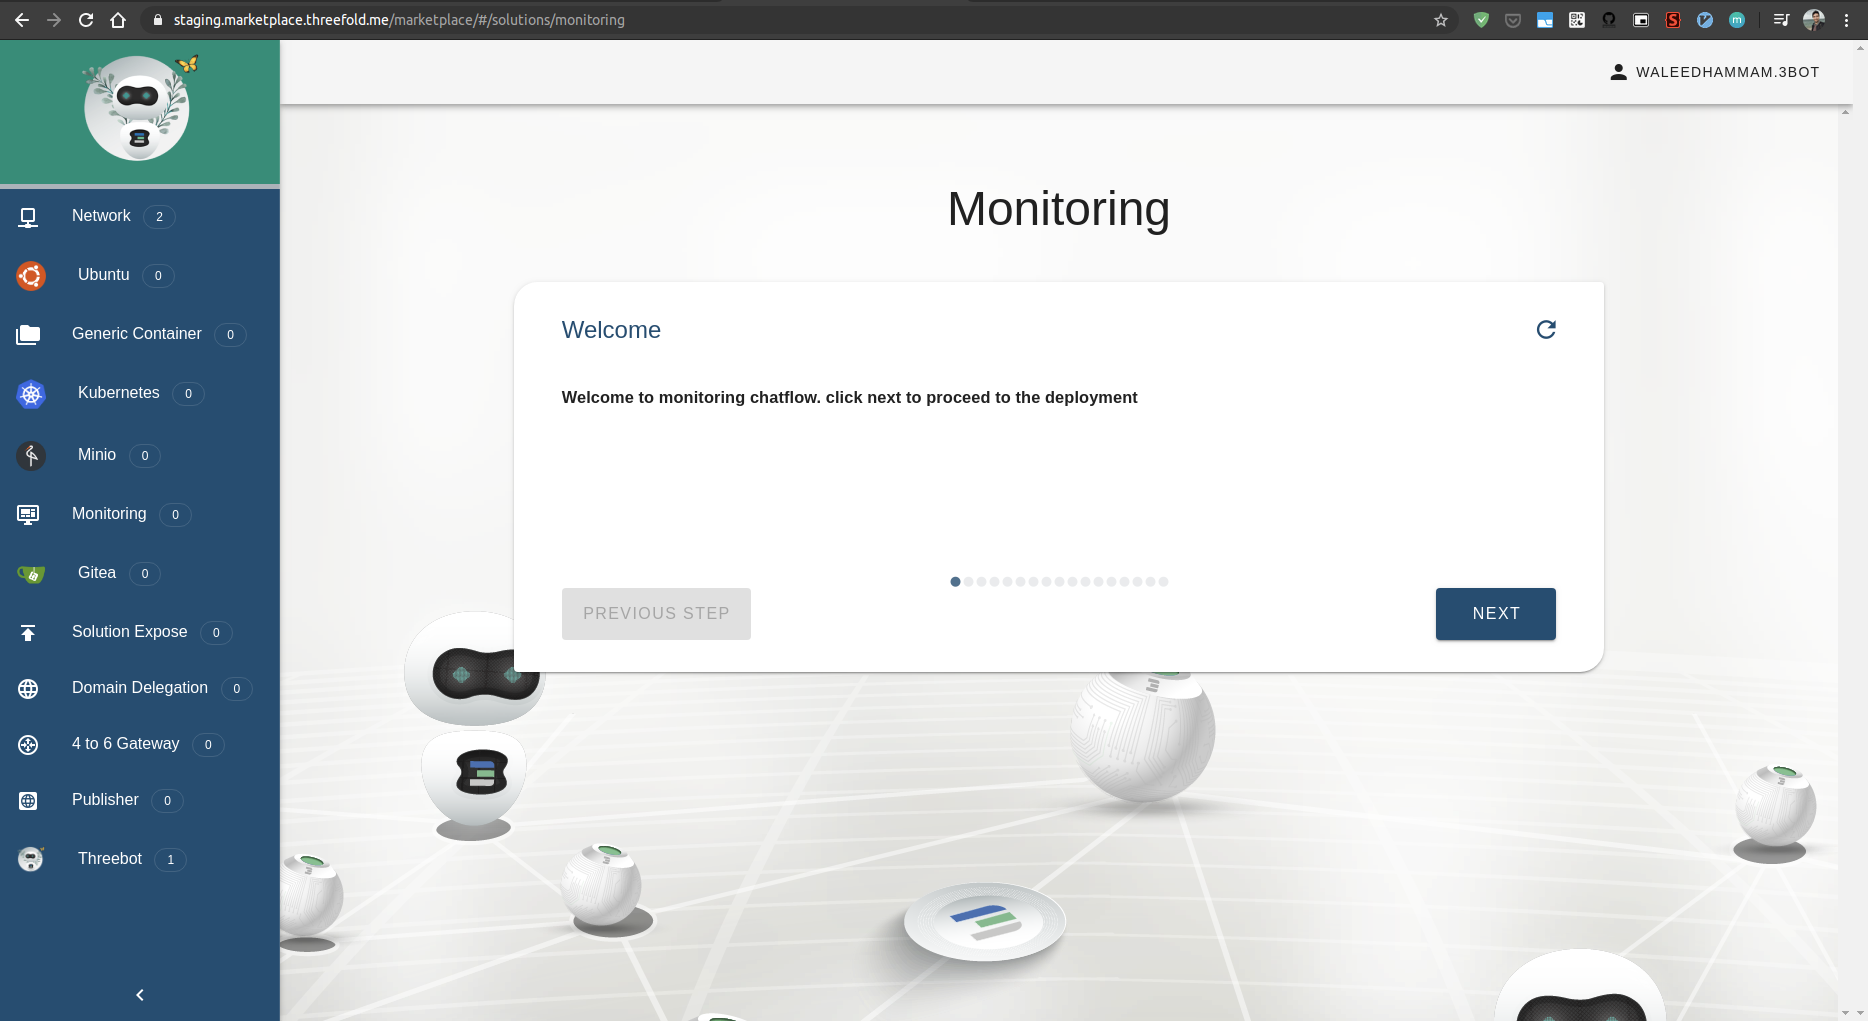 staging.marketplace.threefold.me/marketplace/#/solutions/monitoring
WALEEDHAMMAM.3BOT
Network 2
Ubuntu 0
Generic Container 0
Kubernetes 0
Minio 0
Monitoring 0
Gitea 0
Solution Expose 0
Domain Delegation 0
4 to 6 Gateway 0
Publisher 0
Threebot 1
Monitoring
Welcome
Welcome to monitoring chatflow. click next to proceed to the deployment
PREVIOUS STEP
NEXT